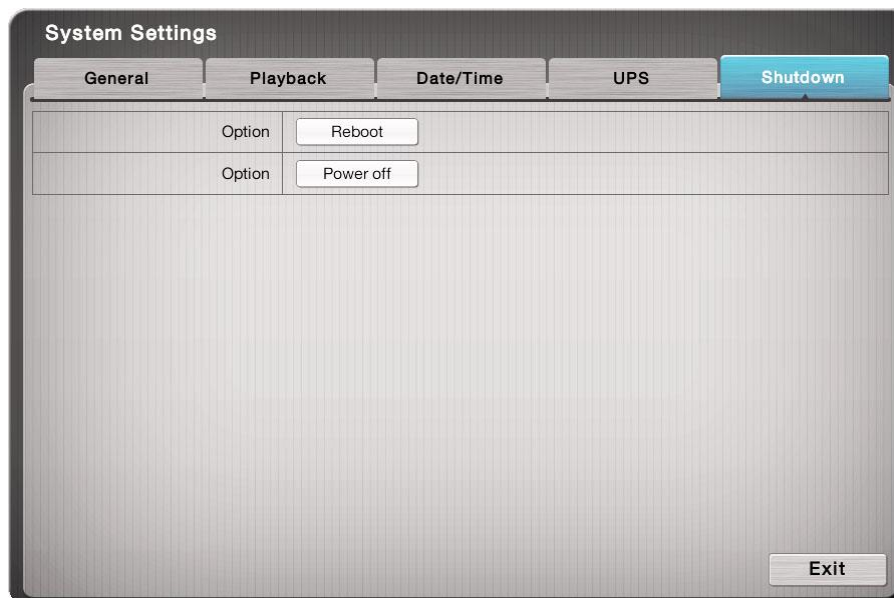 System Settings
General Playback Date/Time UPS Shutdown
Option Reboot
Option Power off
Exit